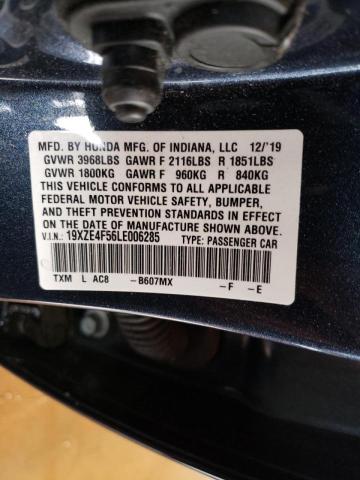 MFD. BY HONDA MFG. OF INDIANA, LLC 12/'19
GVWR 3968LBS GAWR F 2116LBS R 1851LBS
GVWR 1800KG GAWR F 960KG R 840KG
THIS VEHICLE CONFORMS TO ALL APPLICABLE
FEDERAL MOTOR VEHICLE SAFETY, BUMPER,
AND THEFT PREVENTION STANDARDS IN
EFFECT ON THE DATE OF MANUFACTURE
SHOWN ABOVE.
V.I.N.: 19XZE4F56LE006285 TYPE: PASSENGER CAR
TXM L AC8 -B607MX -F -E